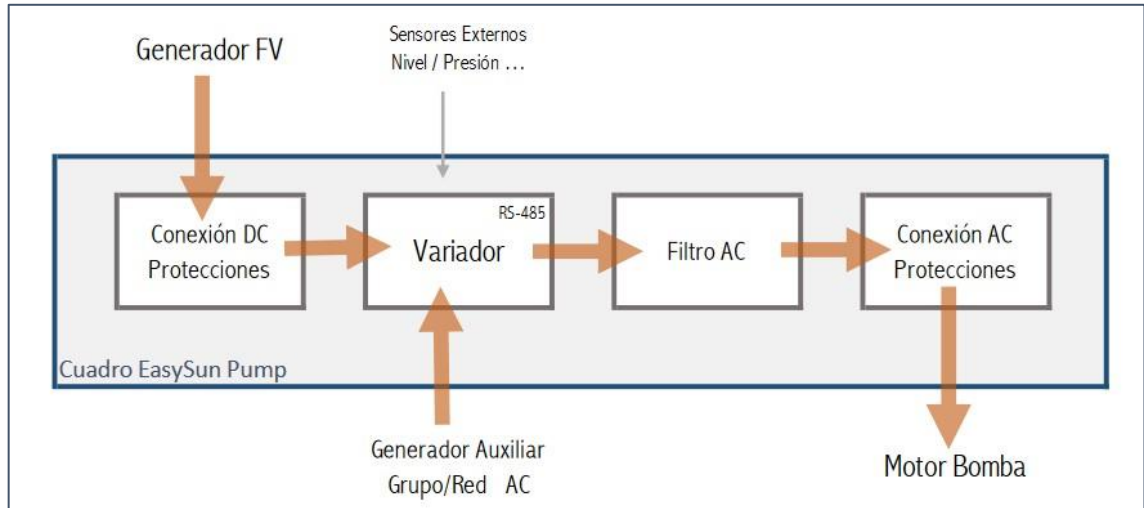 Generador FV
Sensores Externos
Nivel / Presión ...
Conexión DC
Protecciones
RS-485
Variador
Filtro AC
Conexión AC
Protecciones
Cuadro EasySun Pump
Generador Auxiliar
Grupo/Red AC
Motor Bomba